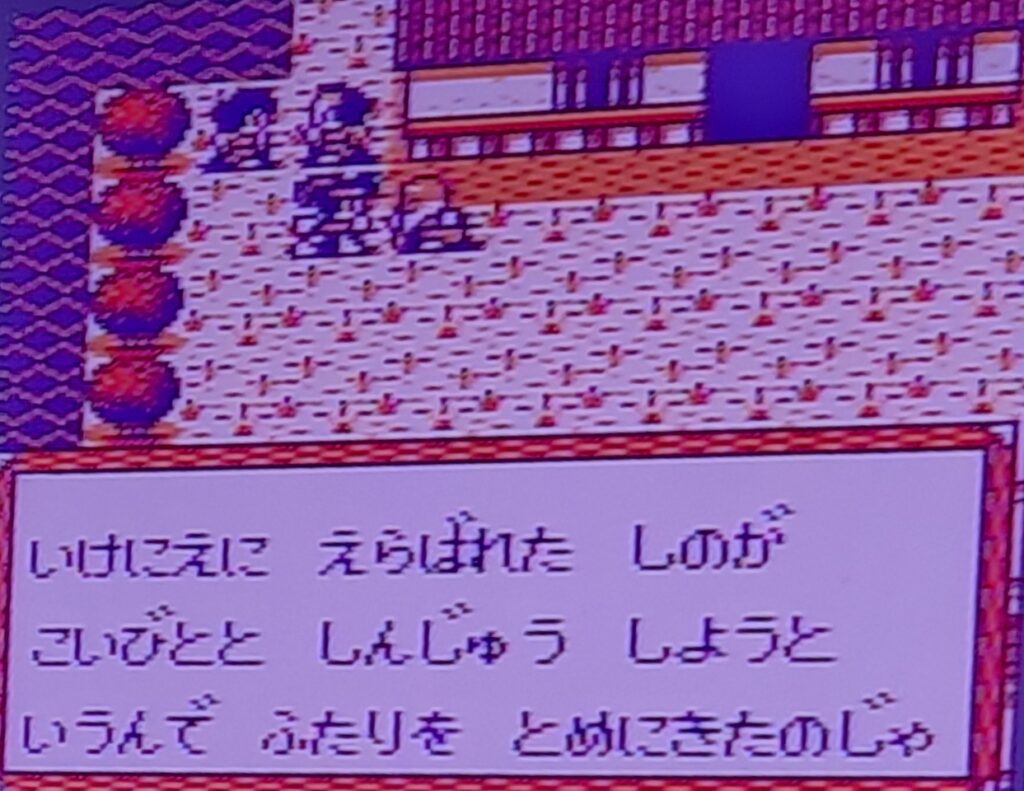 いけにえに えらばれた しのが
こいびとと しんじゅう しようと
いうんで ふたりを とめにきたのじゃ